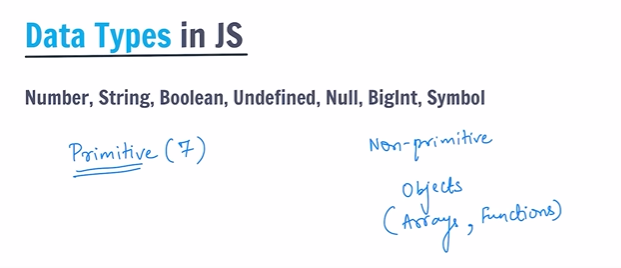 Data Types in JS
Number, String, Boolean, Undefined, Null, BigInt, Symbol
Primitive (7)
Non-primitive
Objects
(Arrays, Functions)